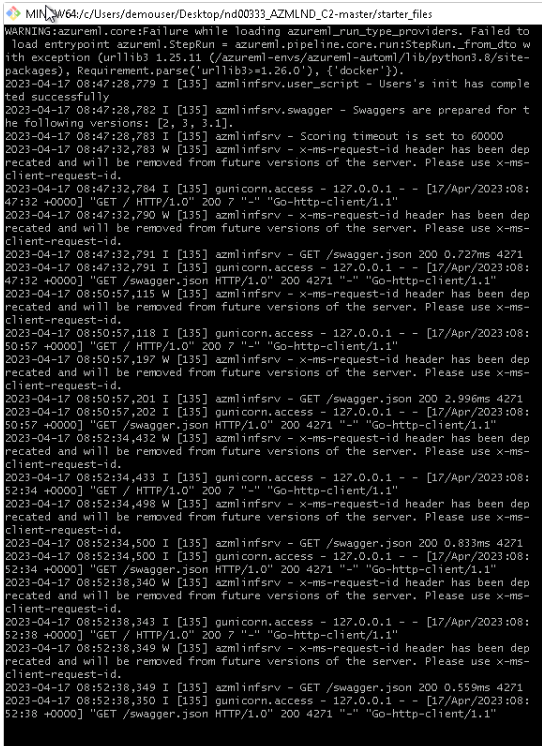 MINGW64:/c/Users/demouser/Desktop/nd00333_AZMLND_C2-master/starter_files
WARNING:azureml.core:Failure while loading azureml_run_type_providers. Failed to
load entrypoint azureml.StepRun = azureml.pipeline.core.run:StepRun._from_dto w
ith exception (urllib3 1.25.11 (/azureml-envs/azureml-automl/lib/python3.8/site-
packages), Requirement.parse('urllib3>=1.26.0'), {'docker'}).
2023-04-17 08:47:28,779 I [135] azmlinfsrv.user_script - Users's init has comple
ted successfully
2023-04-17 08:47:28,782 I [135] azmlinfsrv.swagger - Swaggers are prepared for t
he following versions: [2, 3, 3.1].
2023-04-17 08:47:28,783 I [135] azmlinfsrv - Scoring timeout is set to 60000
2023-04-17 08:47:32,783 W [135] azmlinfsrv - x-ms-request-id header has been dep
recated and will be removed from future versions of the server. Please use x-ms-
client-request-id.
2023-04-17 08:47:32,784 I [135] gunicorn.access - 127.0.0.1 - - [17/Apr/2023:08:
47:32 +0000] "GET / HTTP/1.0" 200 7 "-" "Go-http-client/1.1"
2023-04-17 08:47:32,790 W [135] azmlinfsrv - x-ms-request-id header has been dep
recated and will be removed from future versions of the server. Please use x-ms-
client-request-id.
2023-04-17 08:47:32,791 I [135] azmlinfsrv - GET /swagger.json 200 0.727ms 4271
2023-04-17 08:47:32,791 I [135] gunicorn.access - 127.0.0.1 - - [17/Apr/2023:08:
47:32 +0000] "GET /swagger.json HTTP/1.0" 200 4271 "-" "Go-http-client/1.1"
2023-04-17 08:50:57,115 W [135] azmlinfsrv - x-ms-request-id header has been dep
recated and will be removed from future versions of the server. Please use x-ms-
client-request-id.
2023-04-17 08:50:57,118 I [135] gunicorn.access - 127.0.0.1 - - [17/Apr/2023:08:
50:57 +0000] "GET / HTTP/1.0" 200 7 "-" "Go-http-client/1.1"
2023-04-17 08:50:57,197 W [135] azmlinfsrv - x-ms-request-id header has been dep
recated and will be removed from future versions of the server. Please use x-ms-
client-request-id.
2023-04-17 08:50:57,201 I [135] azmlinfsrv - GET /swagger.json 200 2.996ms 4271
2023-04-17 08:50:57,202 I [135] gunicorn.access - 127.0.0.1 - - [17/Apr/2023:08:
50:57 +0000] "GET /swagger.json HTTP/1.0" 200 4271 "-" "Go-http-client/1.1"
2023-04-17 08:52:34,432 W [135] azmlinfsrv - x-ms-request-id header has been dep
recated and will be removed from future versions of the server. Please use x-ms-
client-request-id.
2023-04-17 08:52:34,433 I [135] gunicorn.access - 127.0.0.1 - - [17/Apr/2023:08:
52:34 +0000] "GET / HTTP/1.0" 200 7 "-" "Go-http-client/1.1"
2023-04-17 08:52:34,498 W [135] azmlinfsrv - x-ms-request-id header has been dep
recated and will be removed from future versions of the server. Please use x-ms-
client-request-id.
2023-04-17 08:52:34,500 I [135] azmlinfsrv - GET /swagger.json 200 0.833ms 4271
2023-04-17 08:52:34,500 I [135] gunicorn.access - 127.0.0.1 - - [17/Apr/2023:08:
52:34 +0000] "GET /swagger.json HTTP/1.0" 200 4271 "-" "Go-http-client/1.1"
2023-04-17 08:52:38,340 W [135] azmlinfsrv - x-ms-request-id header has been dep
recated and will be removed from future versions of the server. Please use x-ms-
client-request-id.
2023-04-17 08:52:38,343 I [135] gunicorn.access - 127.0.0.1 - - [17/Apr/2023:08:
52:38 +0000] "GET / HTTP/1.0" 200 7 "-" "Go-http-client/1.1"
2023-04-17 08:52:38,349 W [135] azmlinfsrv - x-ms-request-id header has been dep
recated and will be removed from future versions of the server. Please use x-ms-
client-request-id.
2023-04-17 08:52:38,349 I [135] azmlinfsrv - GET /swagger.json 200 0.559ms 4271
2023-04-17 08:52:38,350 I [135] gunicorn.access - 127.0.0.1 - - [17/Apr/2023:08:
52:38 +0000] "GET /swagger.json HTTP/1.0" 200 4271 "-" "Go-http-client/1.1"